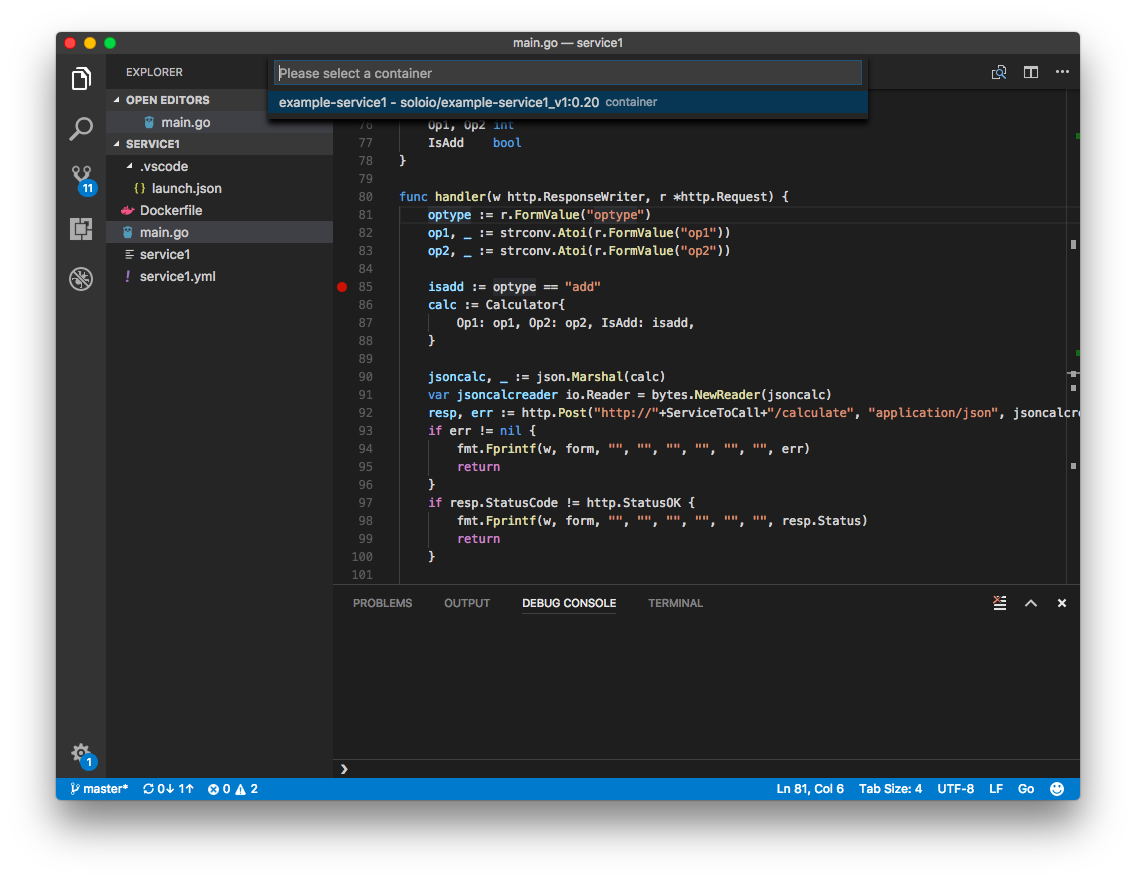 main.go — service1
EXPLORER
OPEN EDITORS
main.go
SERVICE1
.vscode
{ } launch.json
Dockerfile
main.go
service1
! service1.yml
11
1
Please select a container
example-service1 - soloio/example-service1_v1:0.20 container
76 Op1, Op2 int
77 IsAdd bool
78 }
79
80 func handler(w http.ResponseWriter, r *http.Request) {
81 optype := r.FormValue("optype")
82 op1, _ := strconv.Atoi(r.FormValue("op1"))
83 op2, _ := strconv.Atoi(r.FormValue("op2"))
84
85 isadd := optype == "add"
86 calc := Calculator{
87 Op1: op1, Op2: op2, IsAdd: isadd,
88 }
89
90 jsoncalc, _ := json.Marshal(calc)
91 var jsoncalcreader io.Reader = bytes.NewReader(jsoncalc)
92 resp, err := http.Post("http://"+ServiceToCall+"/calculate", "application/json", jsoncalcre
93 if err != nil {
94 fmt.Fprintf(w, form, "", "", "", "", "", "", err)
95 return
96 }
97 if resp.StatusCode != http.StatusOK {
98 fmt.Fprintf(w, form, "", "", "", "", "", "", resp.Status)
99 return
100 }
101
PROBLEMS OUTPUT DEBUG CONSOLE TERMINAL
master* 0↓ 1↑ 0 2 Ln 81, Col 6 Tab Size: 4 UTF-8 LF Go